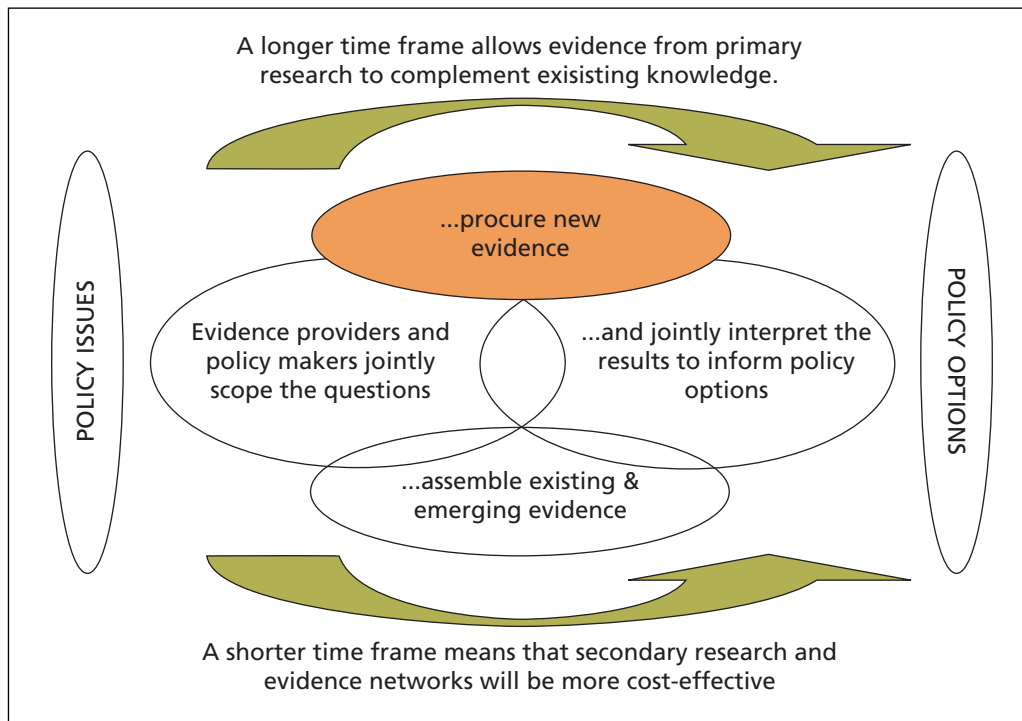 A longer time frame allows evidence from primary
research to complement exisisting knowledge.
POLICY ISSUES
...procure new
evidence
Evidence providers and
policy makers jointly
scope the questions
...and jointly interpret the
results to inform policy
options
...assemble existing &
emerging evidence
POLICY OPTIONS
A shorter time frame means that secondary research and
evidence networks will be more cost-effective